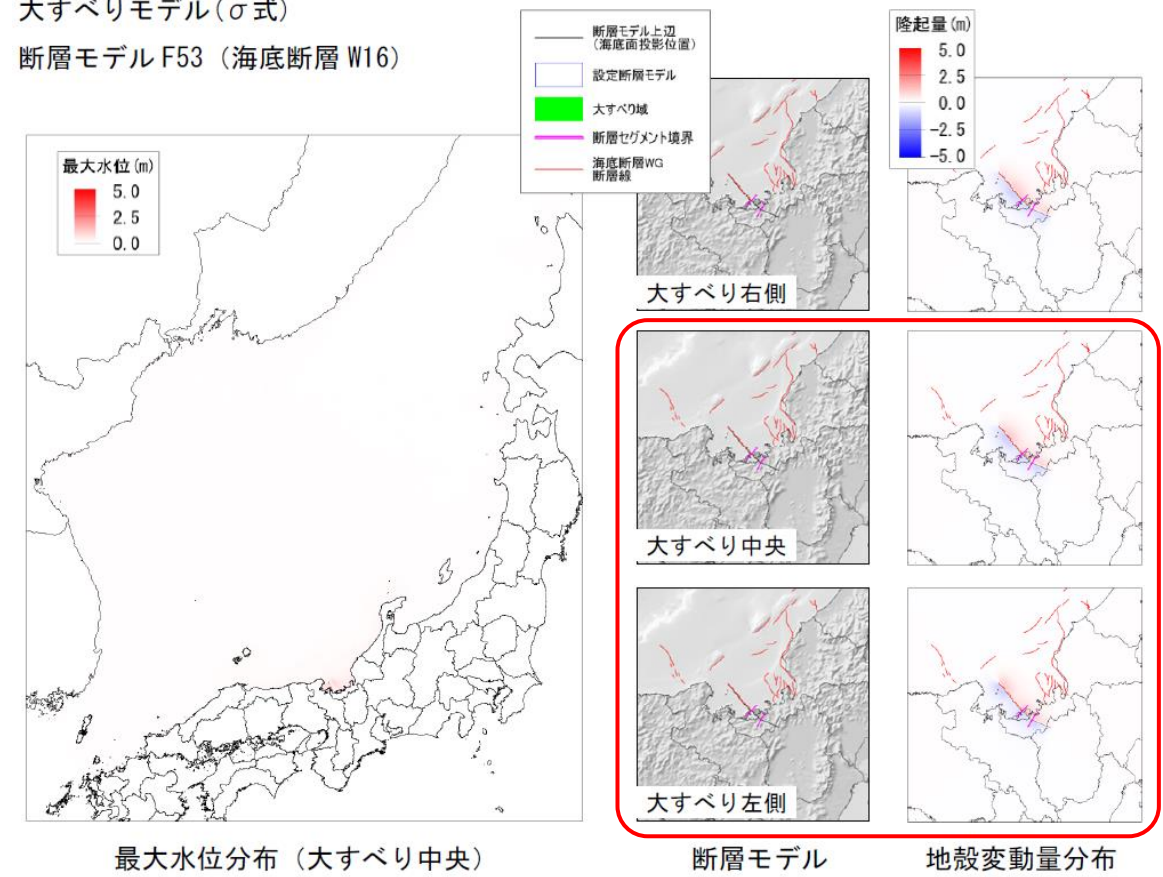 大すべりモデル(σ式)
断層モデル F53（海底断層 W16）
最大水位(m)
5.0
2.5
0.0
断層モデル上辺
（海底面投影位置）
設定断層モデル
大すべり域
断層セグメント境界
海底断層WG
断層線
隆起量(m)
5.0
2.5
0.0
-2.5
-5.0
大すべり右側
大すべり中央
大すべり左側
最大水位分布（大すべり中央）
断層モデル
地殻変動量分布